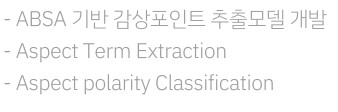 - ABSA 기반 감상포인트 추출모델 개발
- Aspect Term Extraction
- Aspect polarity Classification